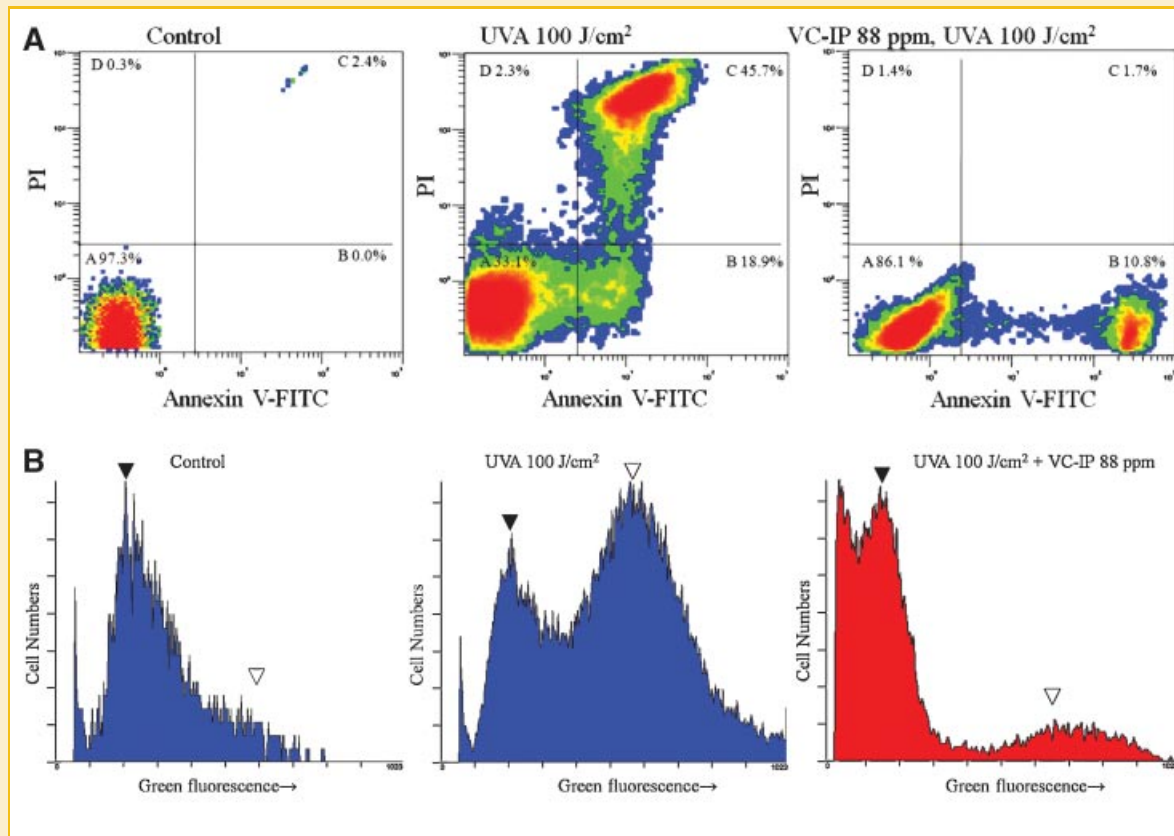 A
Control
UVA 100 J/cm²
VC-IP 88 ppm, UVA 100 J/cm²
D 0.3%
C 2.4%
D 2.3%
C 45.7%
D 1.4%
C 1.7%
PI
PI
PI
A 97.3%
B 0.0%
A 33.1%
B 18.9%
A 86.1 %
B 10.8%
Annexin V-FITC
Annexin V-FITC
Annexin V-FITC
B
Control
UVA 100 J/cm²
UVA 100 J/cm² + VC-IP 88 ppm
Cell Numbers
Cell Numbers
Cell Numbers
1023
Green fluorescence→
Green fluorescence→
Green fluorescence→